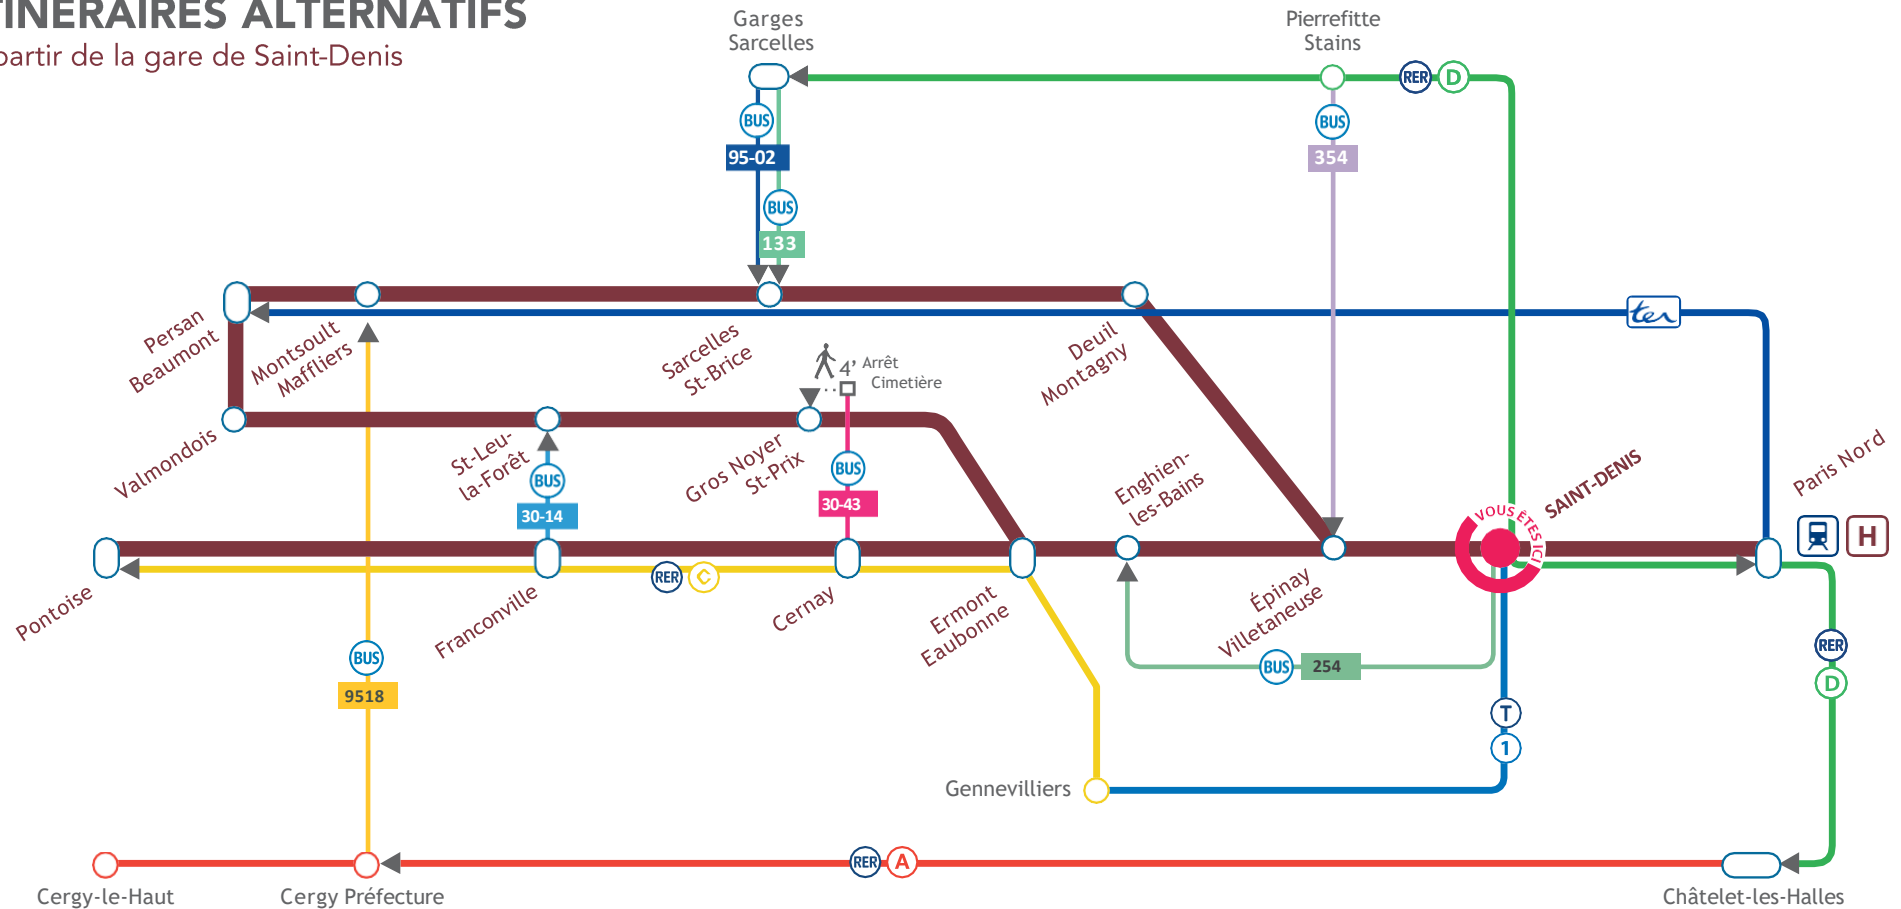 TINÉRAIRES ALTERNATIFS
partir de la gare de Saint-Denis
Garges
Sarcelles
Pierrefitte
Stains
RER D
BUS
95-02
BUS
354
BUS
133
ter
Persan
Beaumont
Montsoult
Maffliers
Sarcelles
St-Brice
4' Arrêt
Cimetière
Deuil
Montagny
Valmondois
St-Leu-
la-Forêt
BUS
30-14
Gros Noyer
St-Prix
BUS
30-43
Enghien-
les-Bains
VOUS ÊTES ICI
SAINT-DENIS
Paris Nord
H
Pontoise
Franconville
RER C
Cernay
Ermont
Eaubonne
Épinay
Villetaneuse
BUS
9518
BUS 254
RER
D
T
1
Gennevilliers
RER A
Cergy-le-Haut
Cergy Préfecture
Châtelet-les-Halles